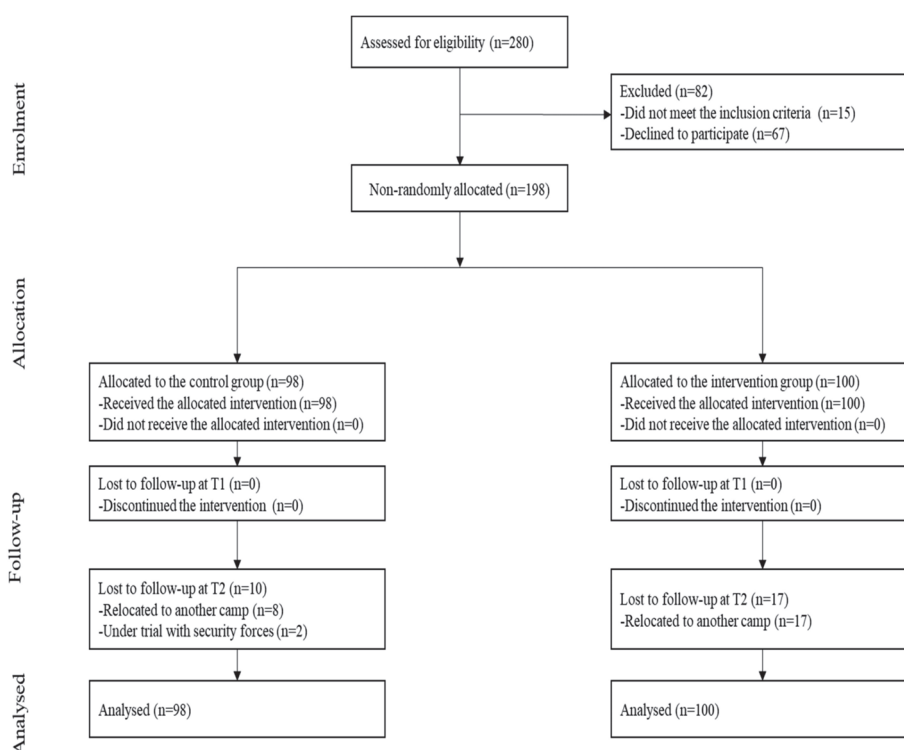 Assessed for eligibility (n=280)
Enrolment
Excluded (n=82)
-Did not meet the inclusion criteria (n=15)
-Declined to participate (n=67)
Non-randomly allocated (n=198)
Allocation
Allocated to the control group (n=98)
-Received the allocated intervention (n=98)
-Did not receive the allocated intervention (n=0)
Allocated to the intervention group (n=100)
-Received the allocated intervention (n=100)
-Did not receive the allocated intervention (n=0)
Follow-up
Lost to follow-up at T1 (n=0)
-Discontinued the intervention (n=0)
Lost to follow-up at T1 (n=0)
-Discontinued the intervention (n=0)
Lost to follow-up at T2 (n=10)
-Relocated to another camp (n=8)
-Under trial with security forces (n=2)
Lost to follow-up at T2 (n=17)
-Relocated to another camp (n=17)
Analysed
Analysed (n=98)
Analysed (n=100)